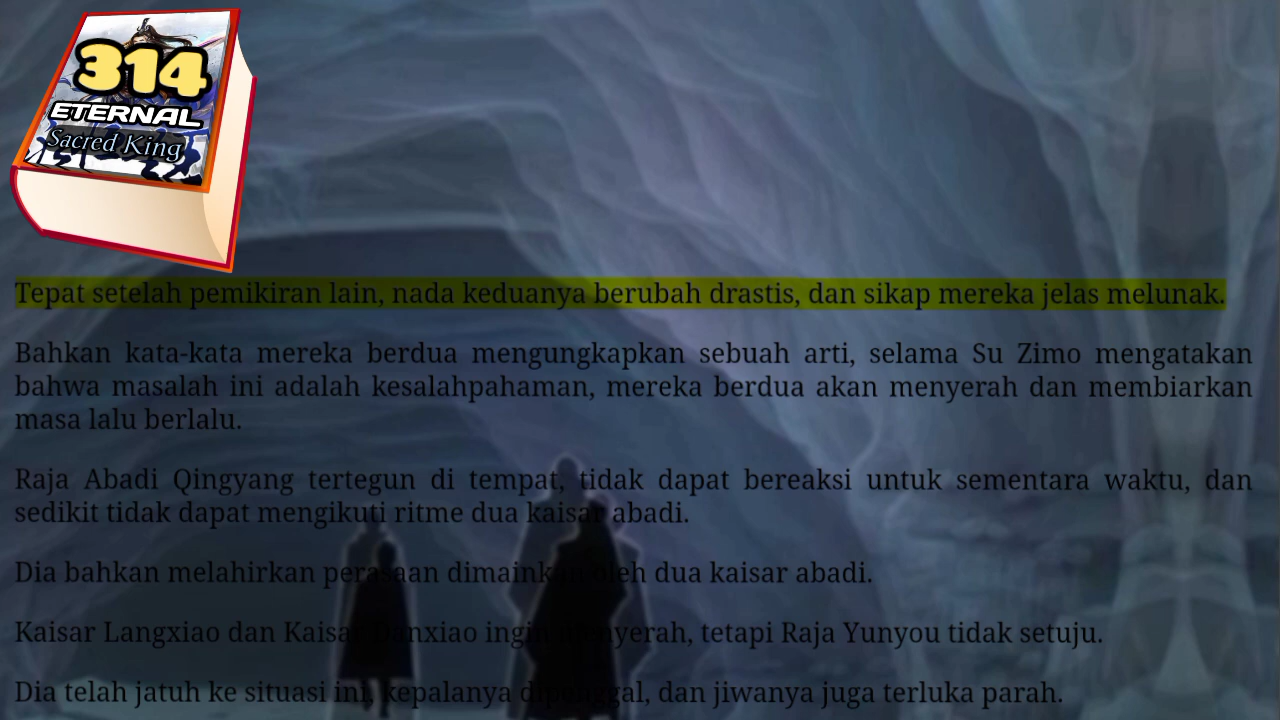 314
ETERNAL
Sacred King
Tepat setelah pemikiran lain, nada keduanya berubah drastis, dan sikap mereka jelas melunak.
Bahkan kata-kata mereka berdua mengungkapkan sebuah arti, selama Su Zimo mengatakan
bahwa masalah ini adalah kesalahpahaman, mereka berdua akan menyerah dan membiarkan
masa lalu berlalu.
Raja Abadi Qingyang tertegun di tempat, tidak dapat bereaksi untuk sementara waktu, dan
sedikit tidak dapat mengikuti ritme dua kaisar abadi.
Dia bahkan melahirkan perasaan dimainkan oleh dua kaisar abadi.
Kaisar Langxiao dan Kaisar Danxiao ingin menyerah, tetapi Raja Yunyou tidak setuju.
Dia telah jatuh ke situasi ini, kepalanya dipenggal, dan jiwanya juga terluka parah.